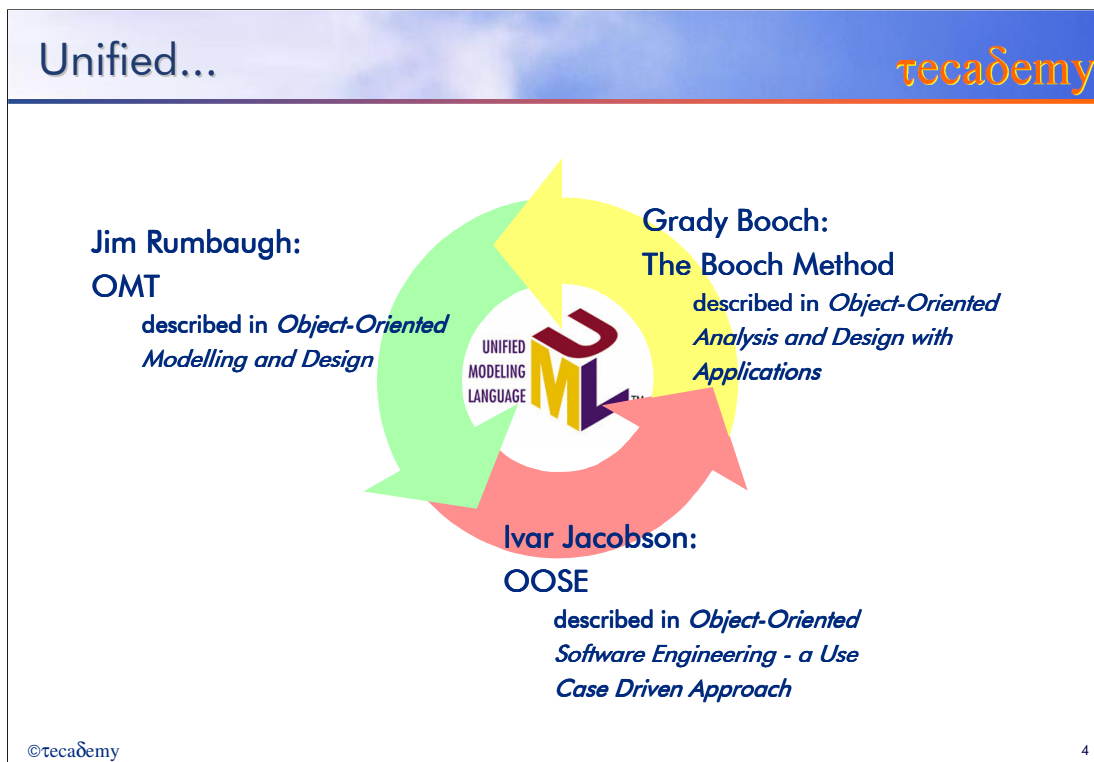 Unified...
τecaδemy
Jim Rumbaugh:
OMT
described in Object-Oriented
Modelling and Design
Grady Booch:
The Booch Method
described in Object-Oriented
Analysis and Design with
Applications
UNIFIED
MODELING
LANGUAGE
UML
TM
Ivar Jacobson:
OOSE
described in Object-Oriented
Software Engineering - a Use
Case Driven Approach
©τecaδemy
4